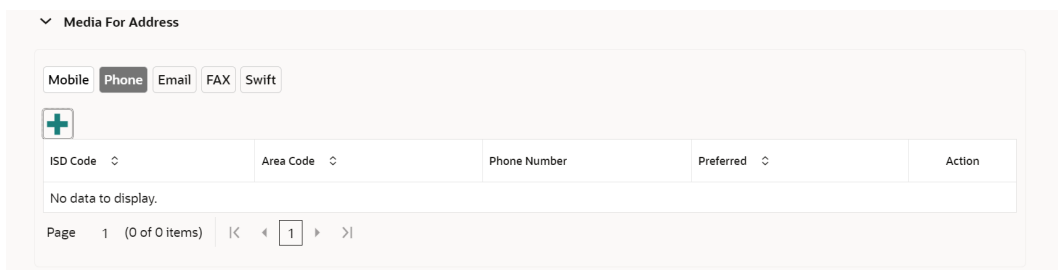 Media For Address
Mobile Phone Email FAX Swift
ISD Code Area Code Phone Number Preferred Action
No data to display.
Page 1 (0 of 0 items) 1